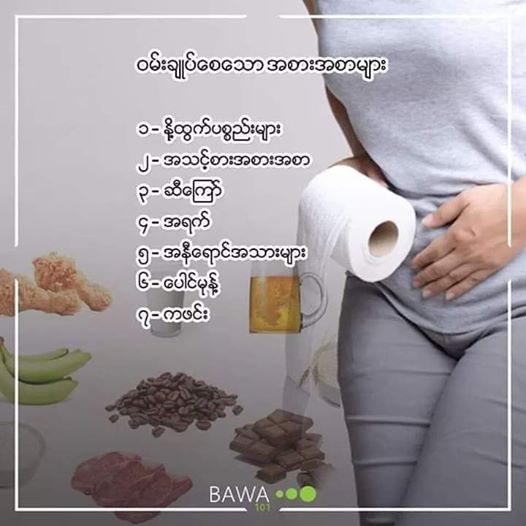 ဝမ်းချုပ်စေသော အစားအစာများ
၁ - နို့ထွက်ပစ္စည်းများ
၂ - အသင့်စားအစားအစာ
၃ - ဆီကြော်
၄ - အရက်
၅ - အနီရောင်အသားများ
၆ - ပေါင်မုန့်
၇ - ကဖင်း
BAWA
101